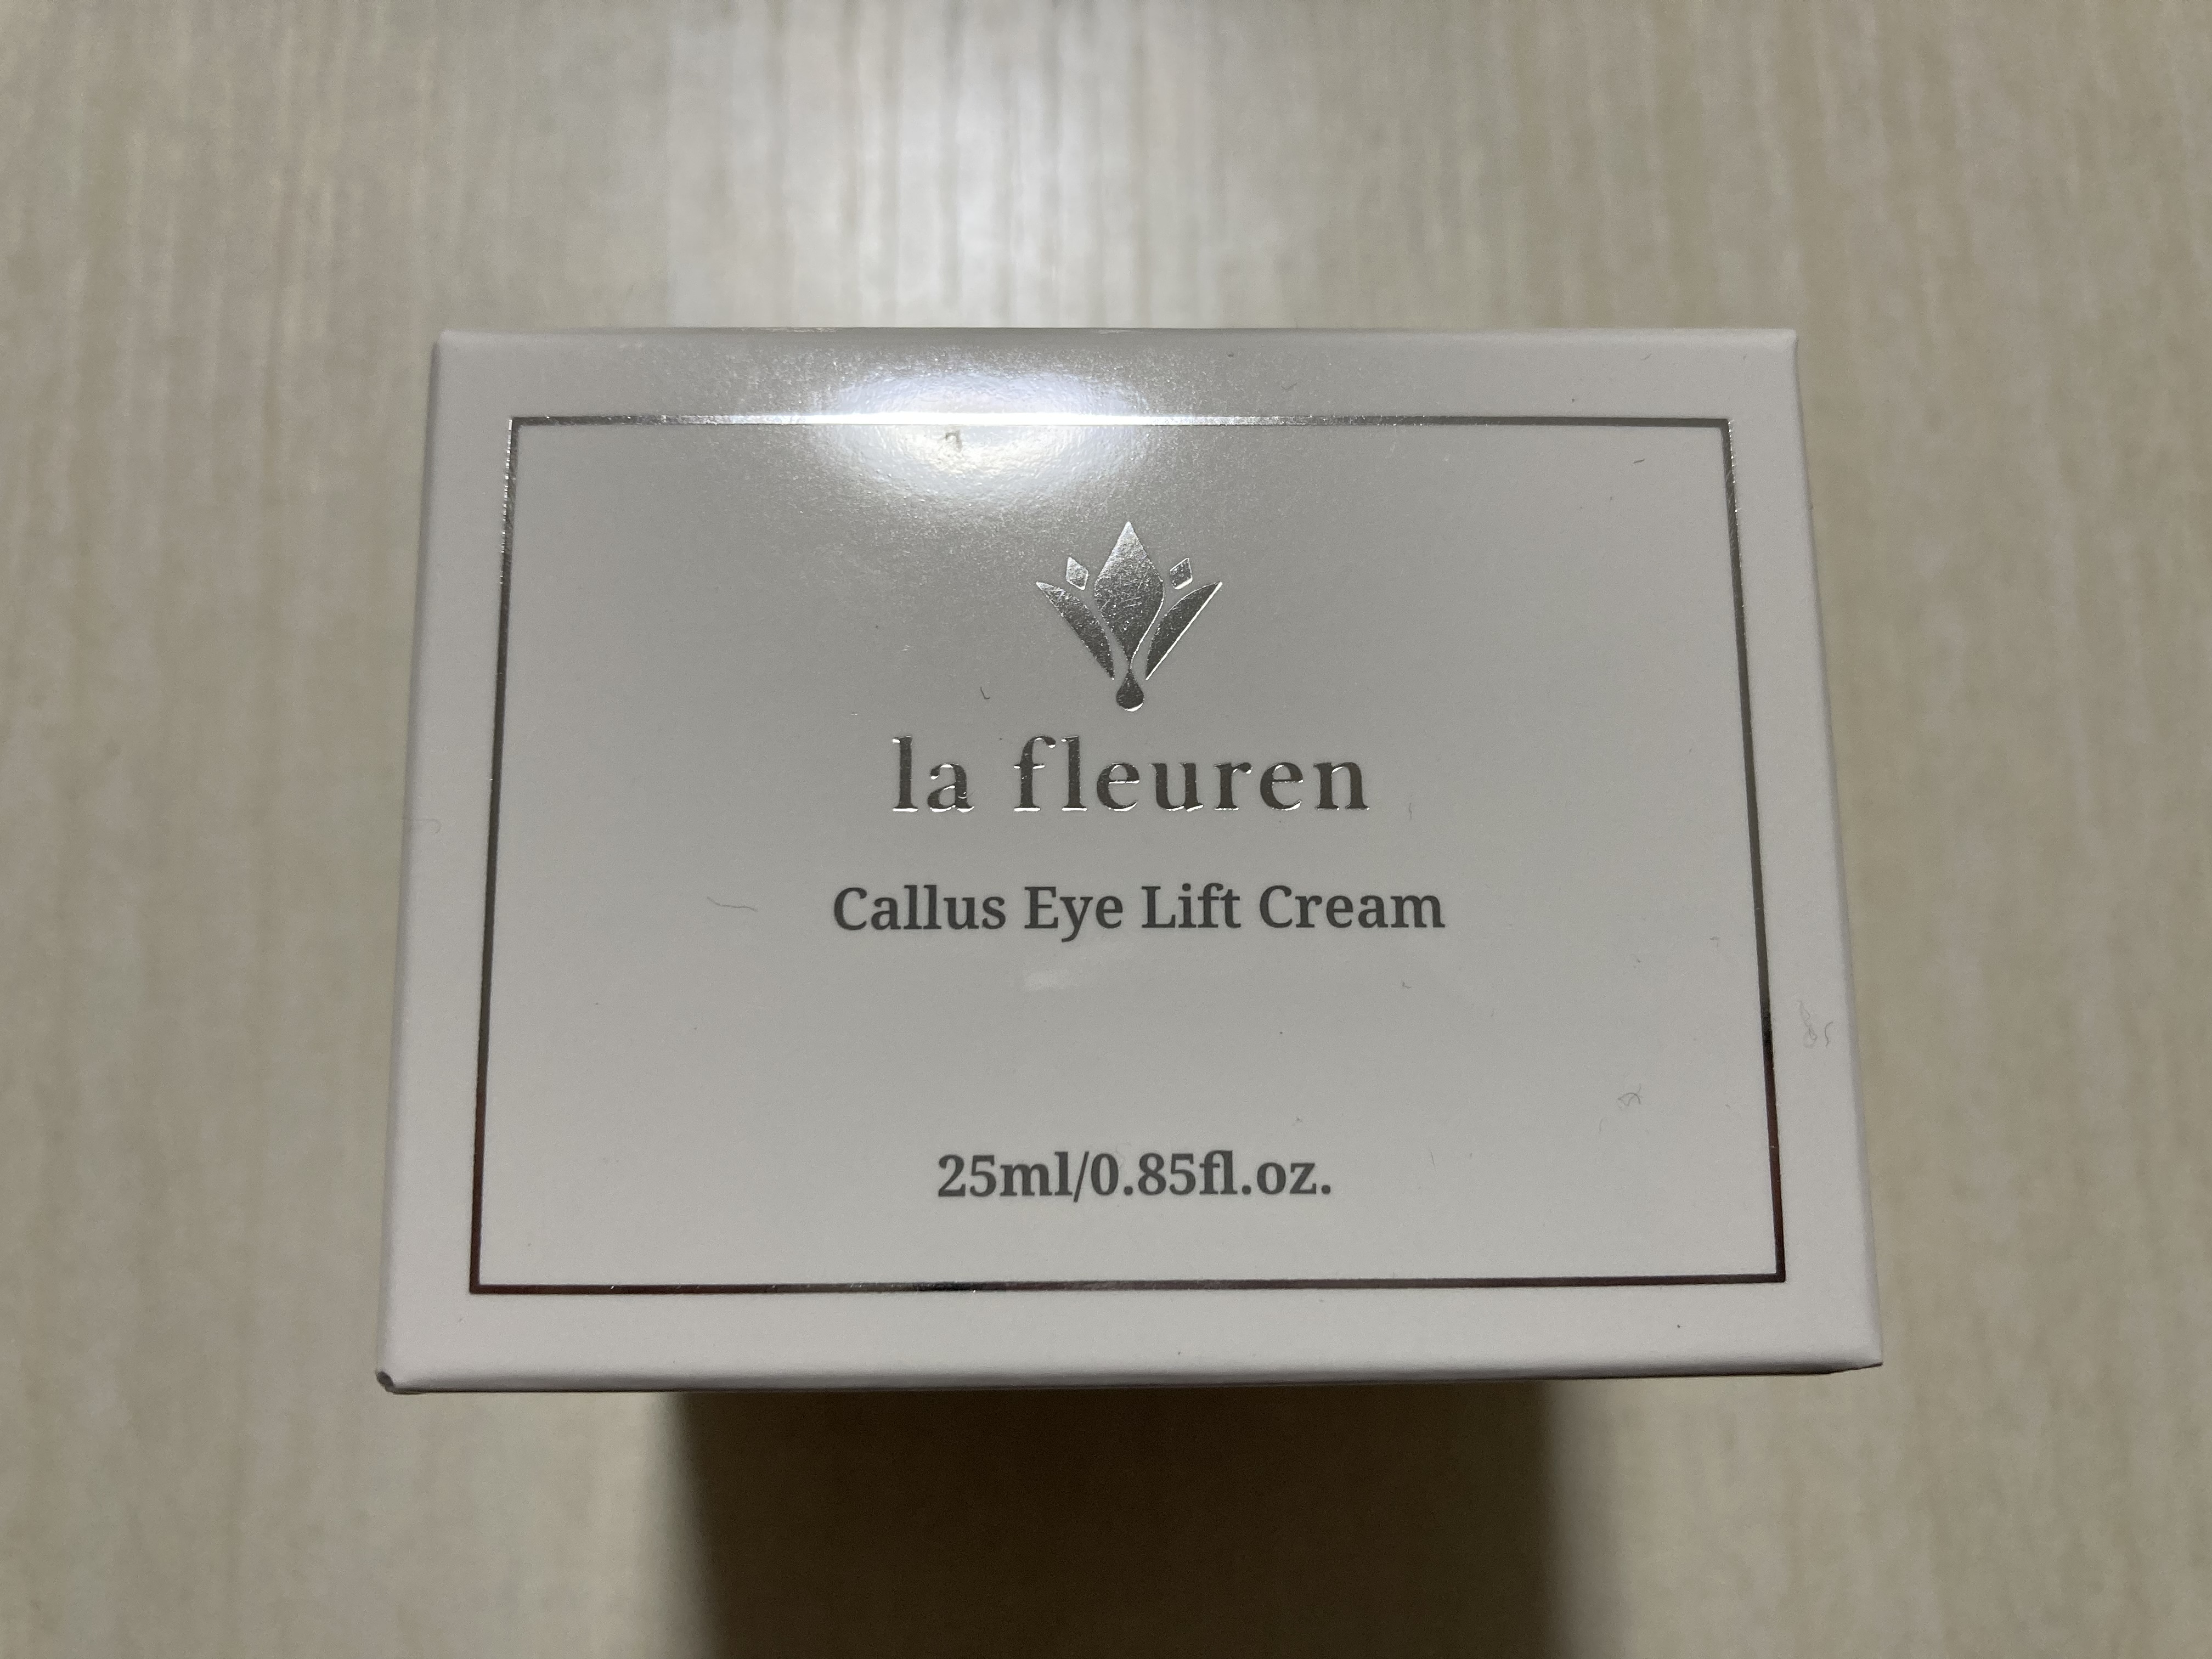 la fleuren
Callus Eye Lift Cream
25ml/0.85fl.oz.